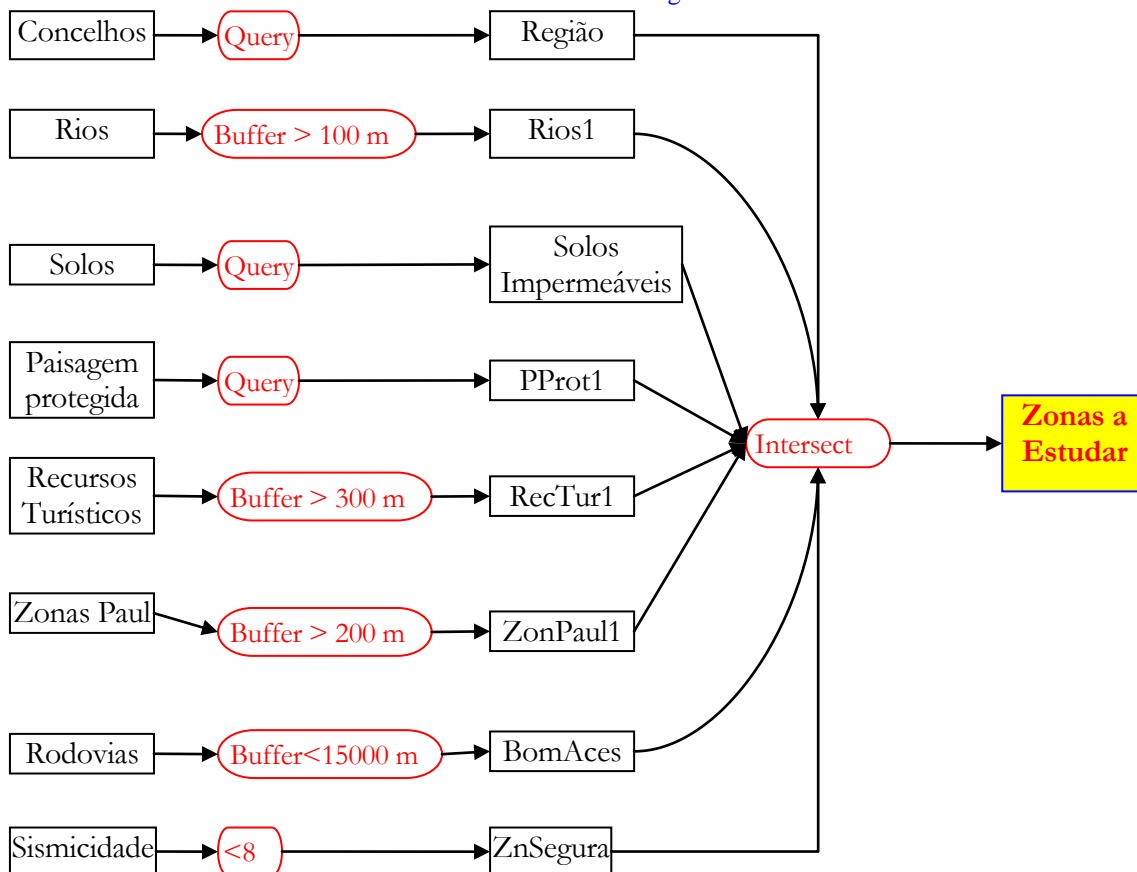 Concelhos
Query
Região
Rios
Buffer > 100 m
Rios1
Solos
Query
Solos
Impermeáveis
Paisagem
protegida
Query
PProt1
Intersect
Zonas a
Estudar
Recursos
Turísticos
Buffer > 300 m
RecTur1
Zonas Paul
Buffer > 200 m
ZonPaul1
Rodovias
Buffer<15000 m
BomAces
Sismicidade
<8
ZnSegura